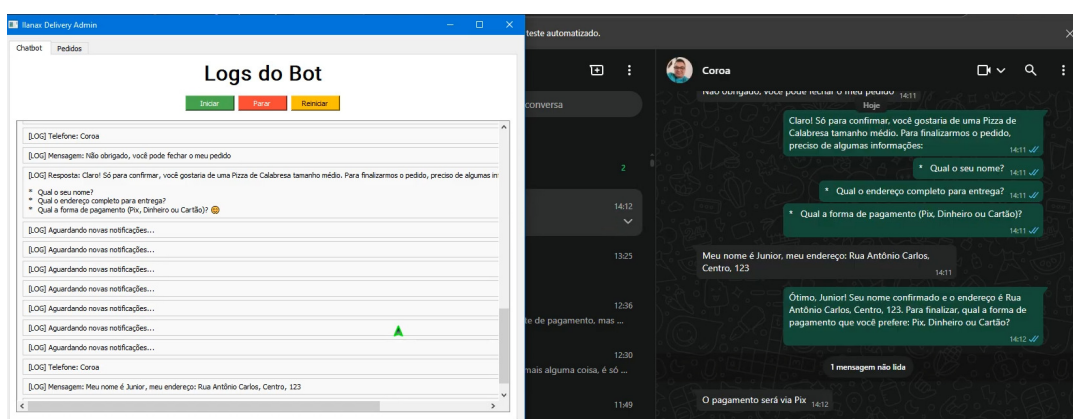 Ilanax Delivery Admin
Chatbot Pedidos
Logs do Bot
Iniciar Parar Reiniciar
[LOG] Telefone: Coroa
[LOG] Mensagem: Não obrigado, você pode fechar o meu pedido
[LOG] Resposta: Claro! Só para confirmar, você gostaria de uma Pizza de Calabresa tamanho médio. Para finalizarmos o pedido, preciso de algumas in
* Qual o seu nome?
* Qual o endereço completo para entrega?
* Qual a forma de pagamento (Pix, Dinheiro ou Cartão)? 😊
[LOG] Aguardando novas notificações...
[LOG] Aguardando novas notificações...
[LOG] Aguardando novas notificações...
[LOG] Aguardando novas notificações...
[LOG] Aguardando novas notificações...
[LOG] Aguardando novas notificações...
[LOG] Aguardando novas notificações...
[LOG] Telefone: Coroa
[LOG] Mensagem: Meu nome é Junior, meu endereço: Rua Antônio Carlos, Centro, 123
teste automatizado.
conversa
2
14:12
13:25
12:36
te de pagamento, mas ...
12:30
mais alguma coisa, é só ...
11:49
Coroa
Não obrigado, você pode fechar o meu pedido 14:11
Hoje
Claro! Só para confirmar, você gostaria de uma Pizza de
Calabresa tamanho médio. Para finalizarmos o pedido,
preciso de algumas informações:
14:11
* Qual o seu nome? 14:11
* Qual o endereço completo para entrega? 14:11
* Qual a forma de pagamento (Pix, Dinheiro ou Cartão)?
14:11
Meu nome é Junior, meu endereço: Rua Antônio Carlos,
Centro, 123
14:11
Ótimo, Junior! Seu nome confirmado e o endereço é Rua
Antônio Carlos, Centro, 123. Para finalizar, qual a forma de
pagamento que você prefere: Pix, Dinheiro ou Cartão?
14:12
1 mensagem não lida
O pagamento será via Pix 14:12